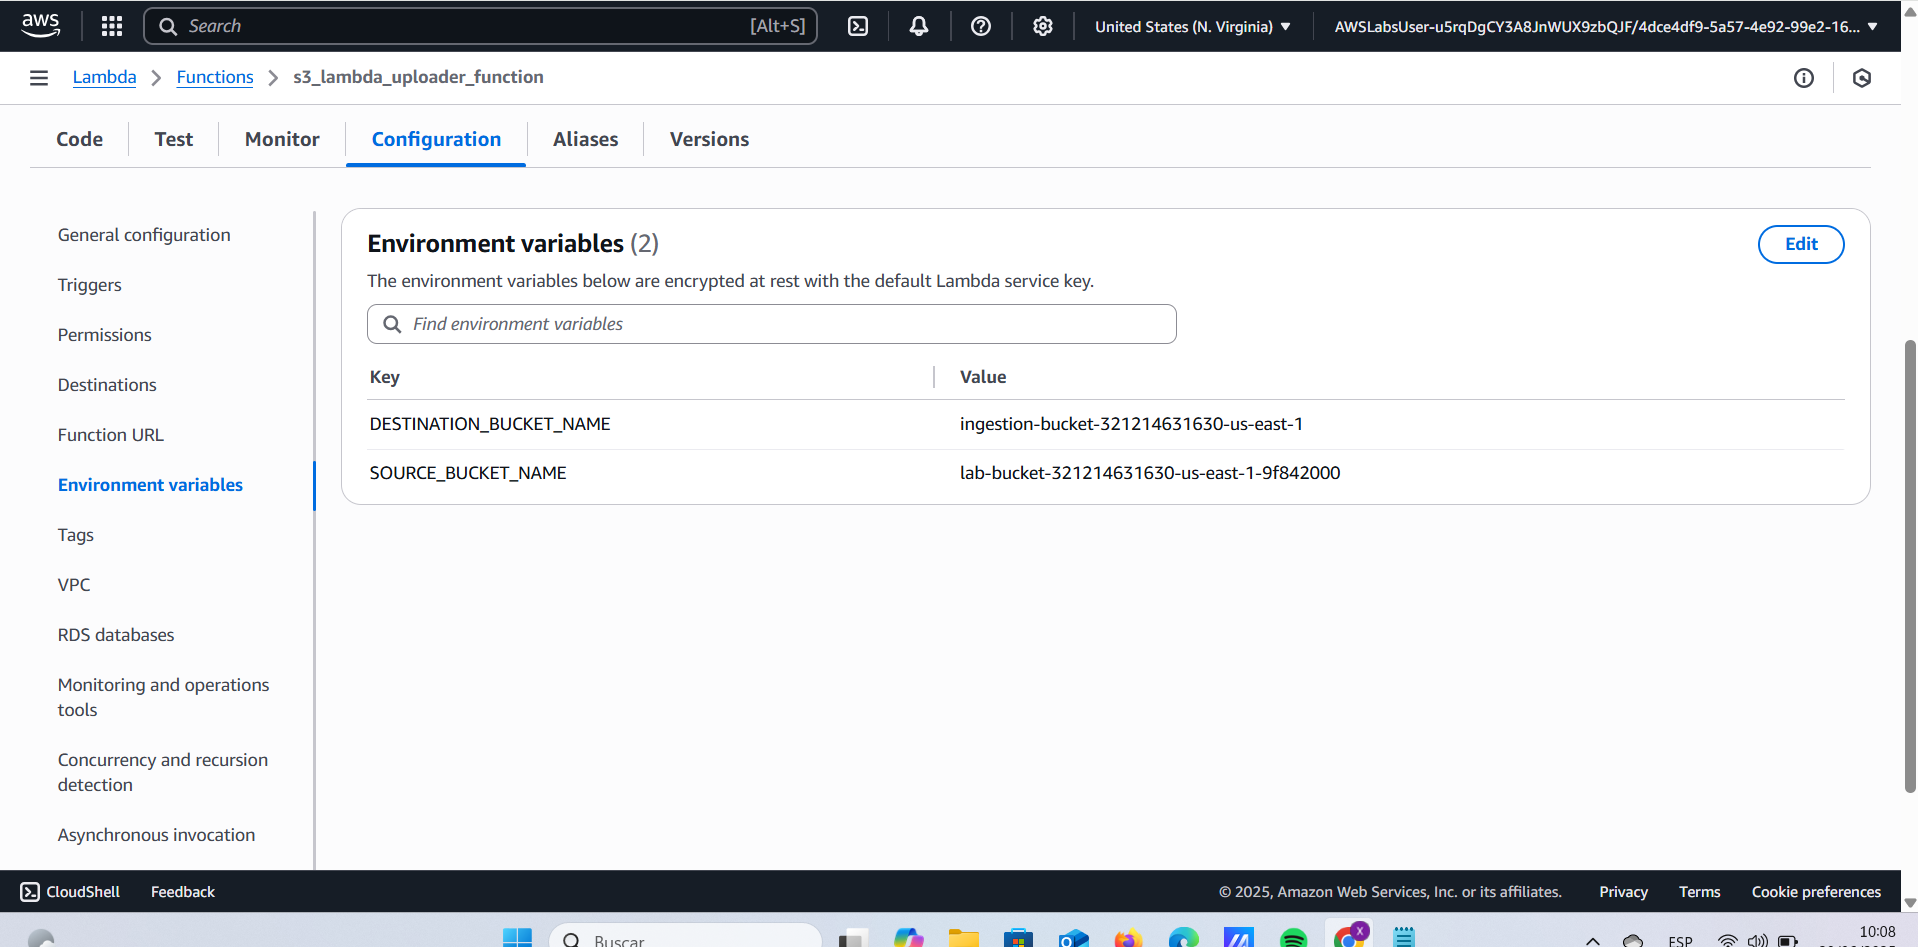 aws
Search [Alt+S]
United States (N. Virginia)
AWSLabsUser-u5rqDgCY3A8JnWUX9zbQJF/4dce4df9-5a57-4e92-99e2-16...
Lambda
Functions
s3_lambda_uploader_function
Code
Test
Monitor
Configuration
Aliases
Versions
General configuration
Triggers
Permissions
Destinations
Function URL
Environment variables
Tags
VPC
RDS databases
Monitoring and operations
tools
Concurrency and recursion
detection
Asynchronous invocation
Environment variables (2)
Edit
The environment variables below are encrypted at rest with the default Lambda service key.
Find environment variables
Key Value
DESTINATION_BUCKET_NAME ingestion-bucket-321214631630-us-east-1
SOURCE_BUCKET_NAME lab-bucket-321214631630-us-east-1-9f842000
CloudShell
Feedback
© 2025, Amazon Web Services, Inc. or its affiliates.
Privacy
Terms
Cookie preferences
Buscar
ESP
10:08